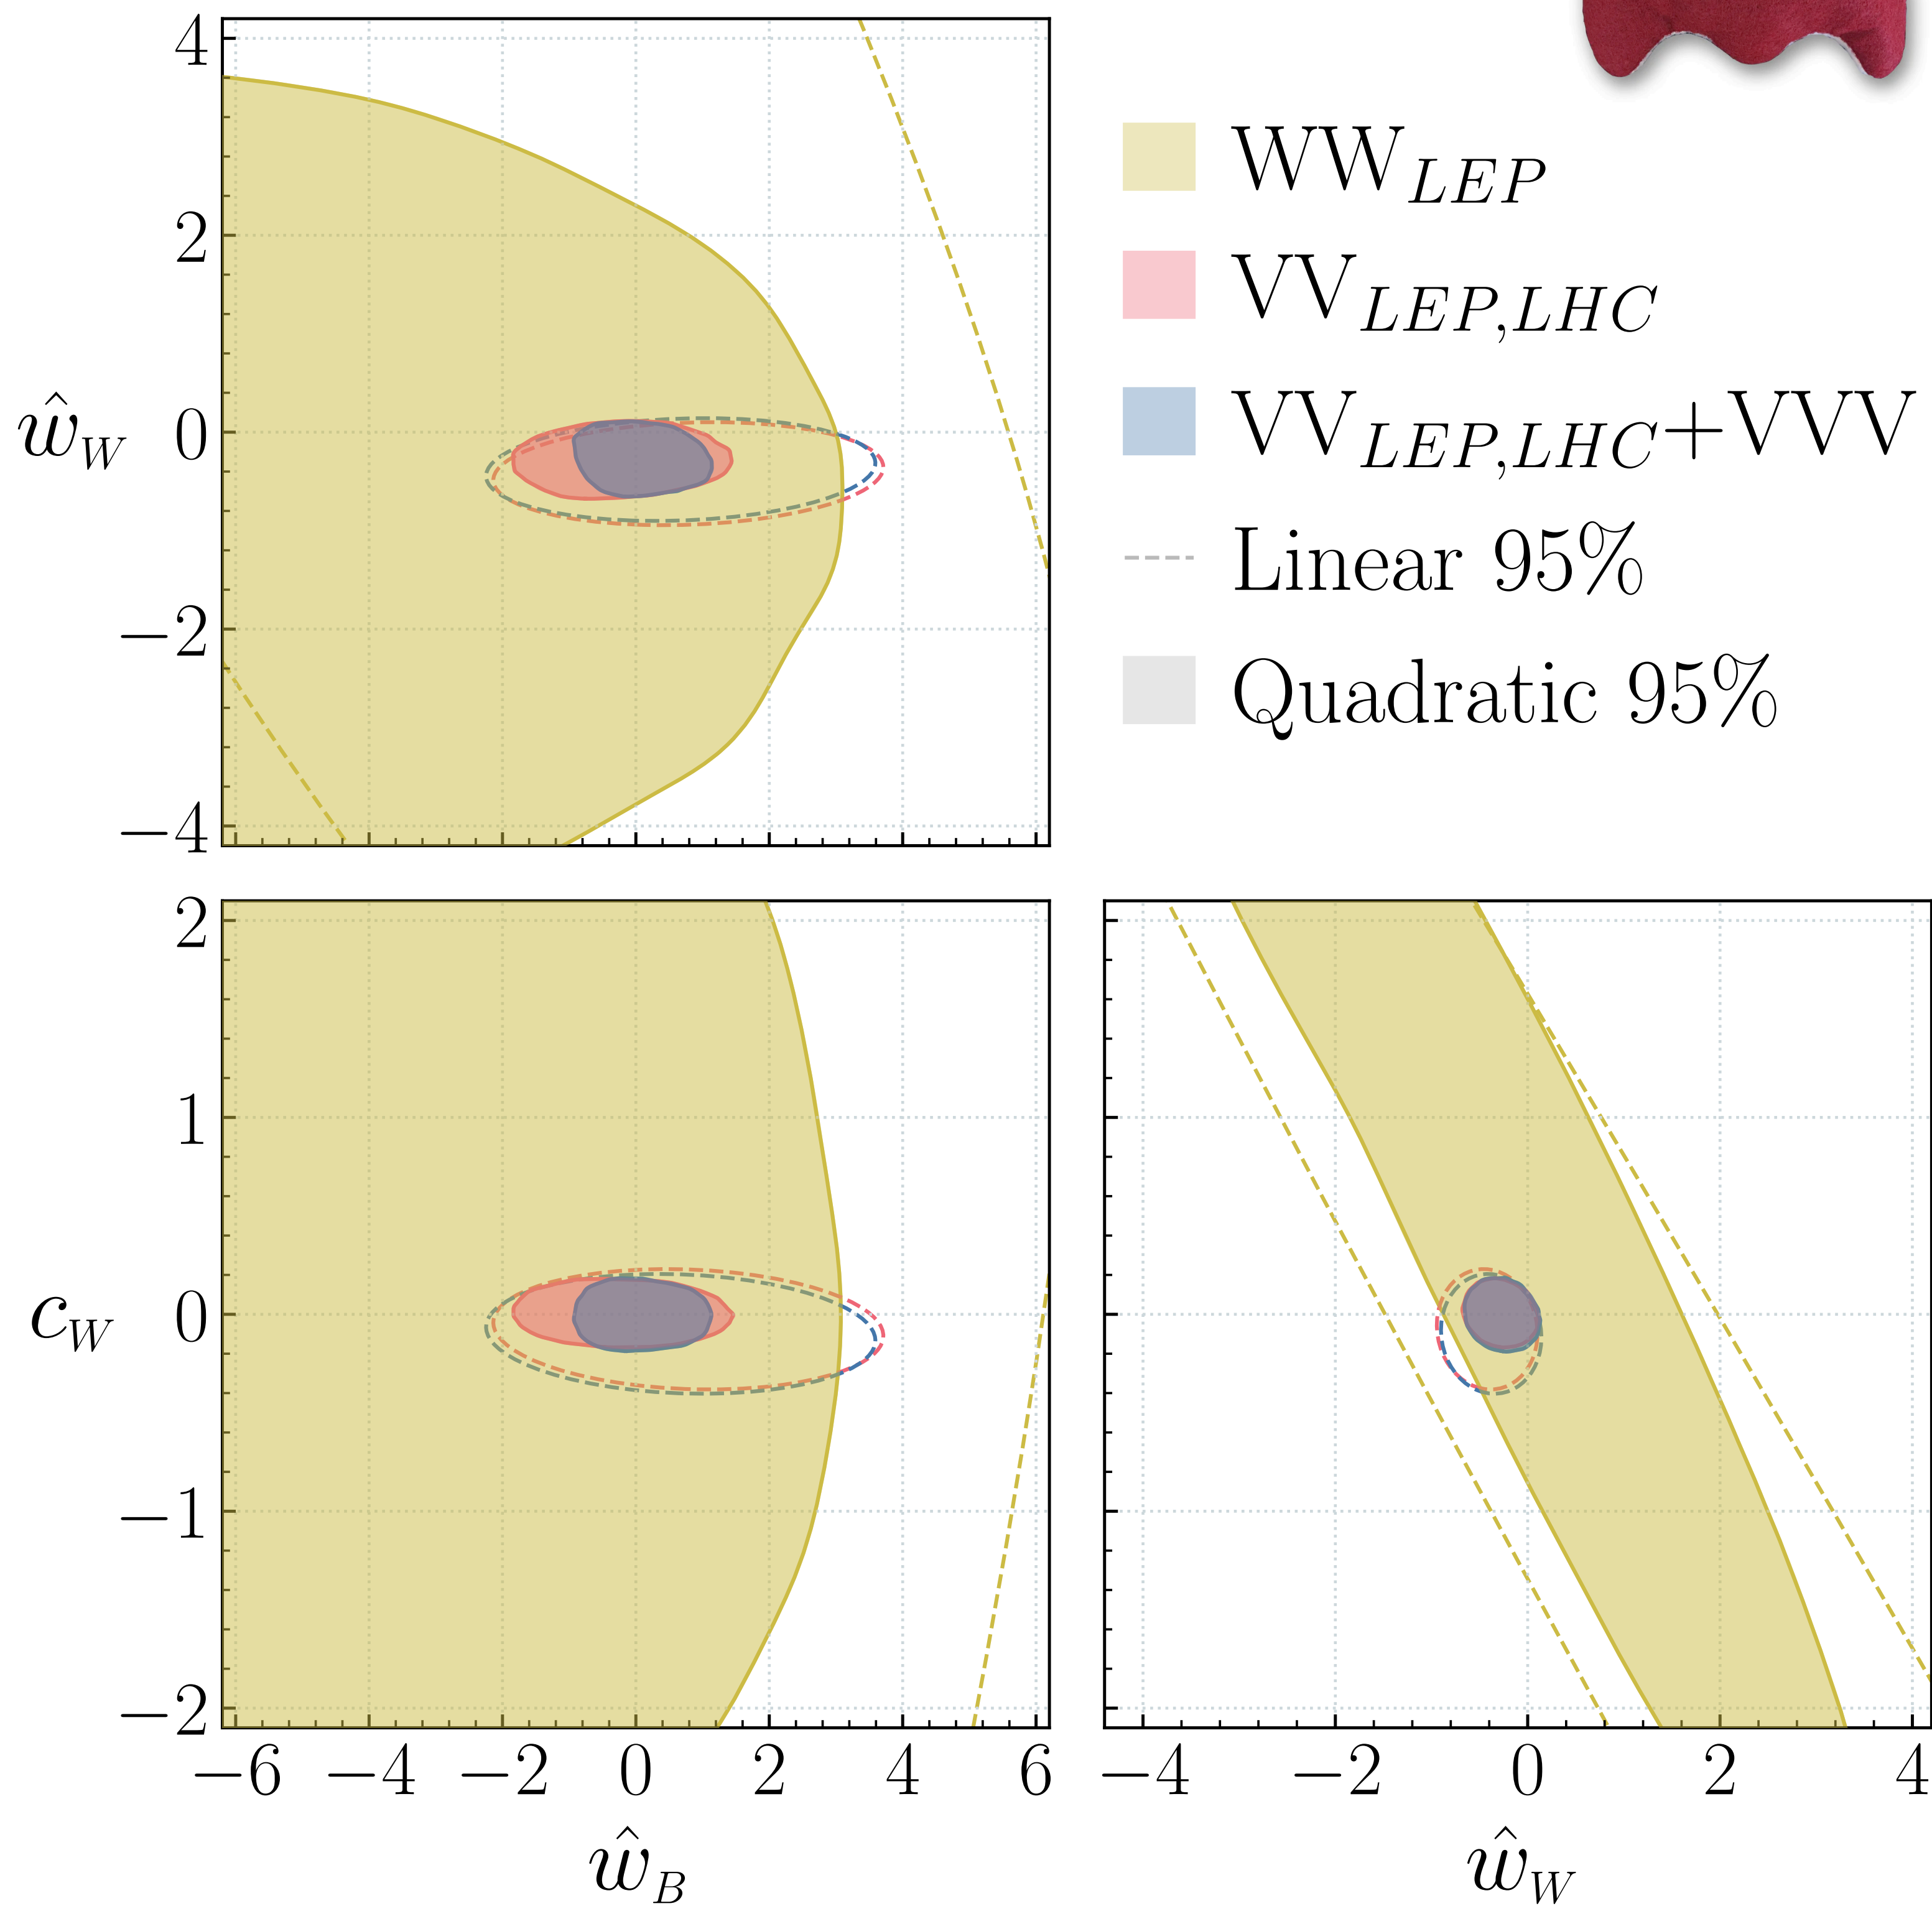 4
2
0
−2
−4
ŵ_W
WW_LEP
VV_LEP,LHC
VV_LEP,LHC+VVV
Linear 95%
Quadratic 95%
2
1
0
−1
−2
c_W
−6 −4 −2 0 2 4 6
ŵ_B
−4 −2 0 2 4
ŵ_W